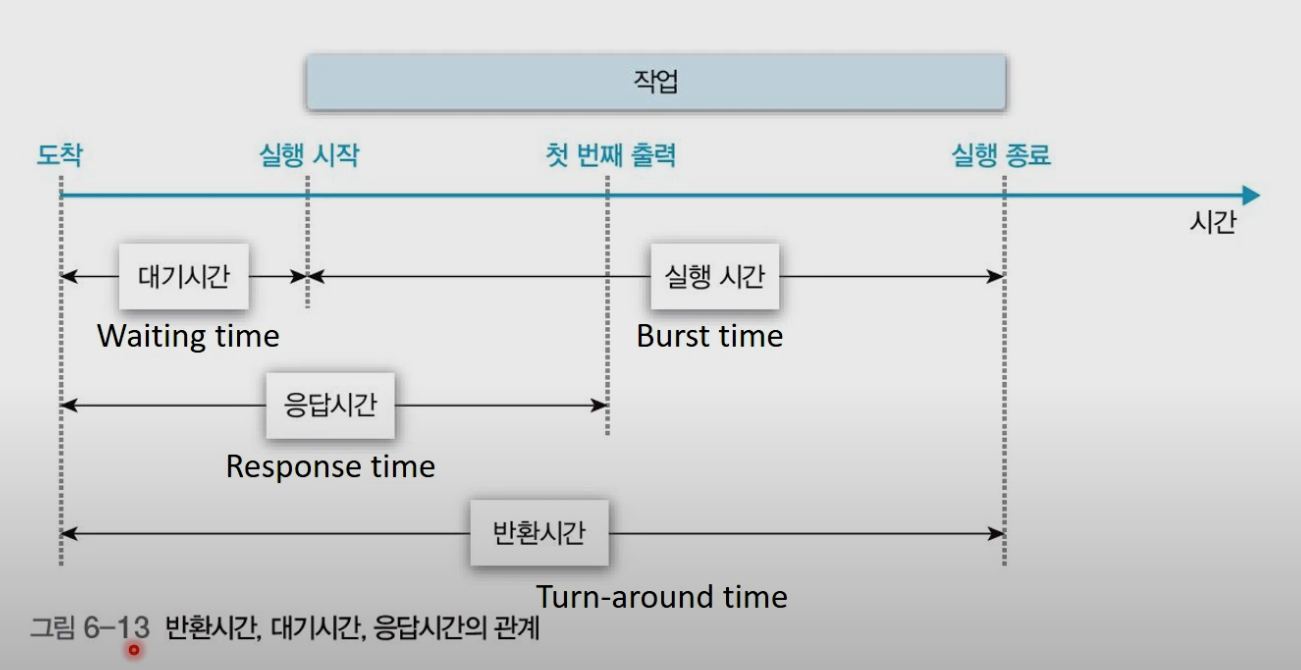 작업
도착 실행 시작 첫 번째 출력 실행 종료
시간
대기시간 실행 시간
Waiting time Burst time
응답시간
Response time
반환시간
Turn-around time
그림 6–13 반환시간, 대기시간, 응답시간의 관계